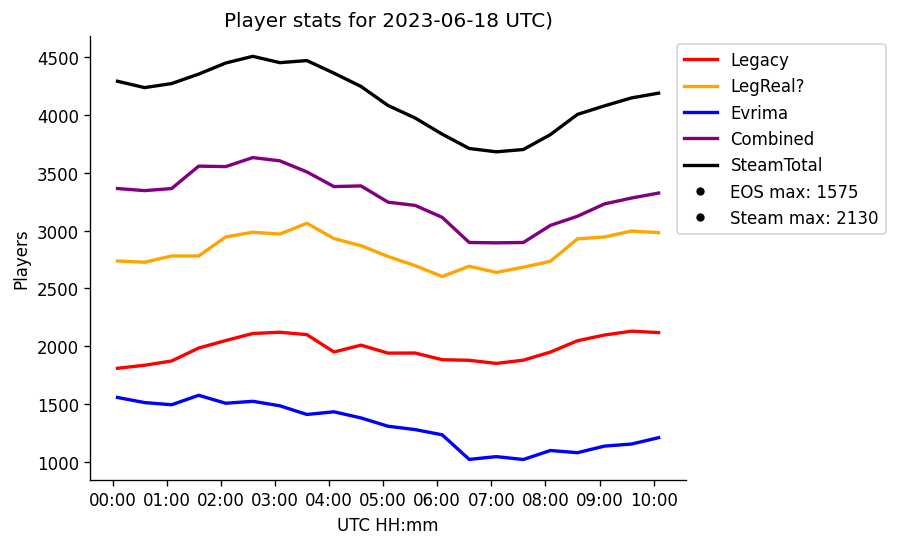 Player stats for 2023-06-18 UTC)
Players
4500
4000
3500
3000
2500
2000
1500
1000
00:00 01:00 02:00 03:00 04:00 05:00 06:00 07:00 08:00 09:00 10:00
UTC HH:mm
Legacy
LegReal?
Evrima
Combined
SteamTotal
EOS max: 1575
Steam max: 2130